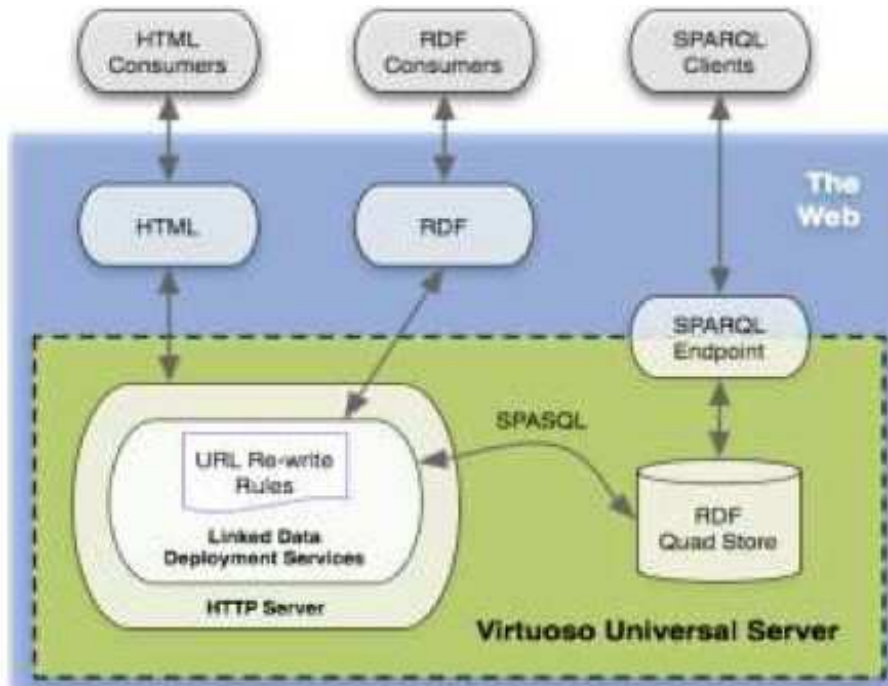 HTML
Consumers
RDF
Consumers
SPARQL
Clients
The
Web
HTML
RDF
SPARQL
Endpoint
SPASQL
URL Re-write
Rules
RDF
Quad Store
Linked Data
Deployment Services
HTTP Server
Virtuoso Universal Server